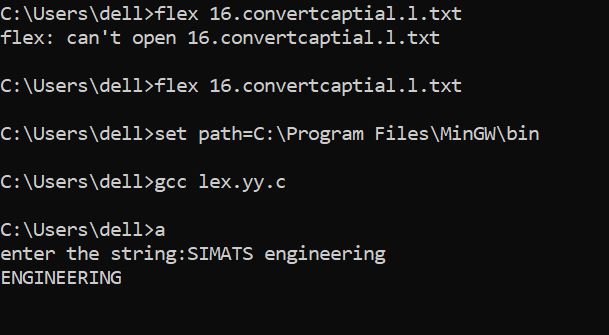 C:\Users\dell>flex 16.convertcaptial.l.txt
flex: can't open 16.convertcaptial.l.txt
C:\Users\dell>flex 16.convertcaptial.l.txt
C:\Users\dell>set path=C:\Program Files\MinGW\bin
C:\Users\dell>gcc lex.yy.c
C:\Users\dell>a
enter the string:SIMATS engineering
ENGINEERING